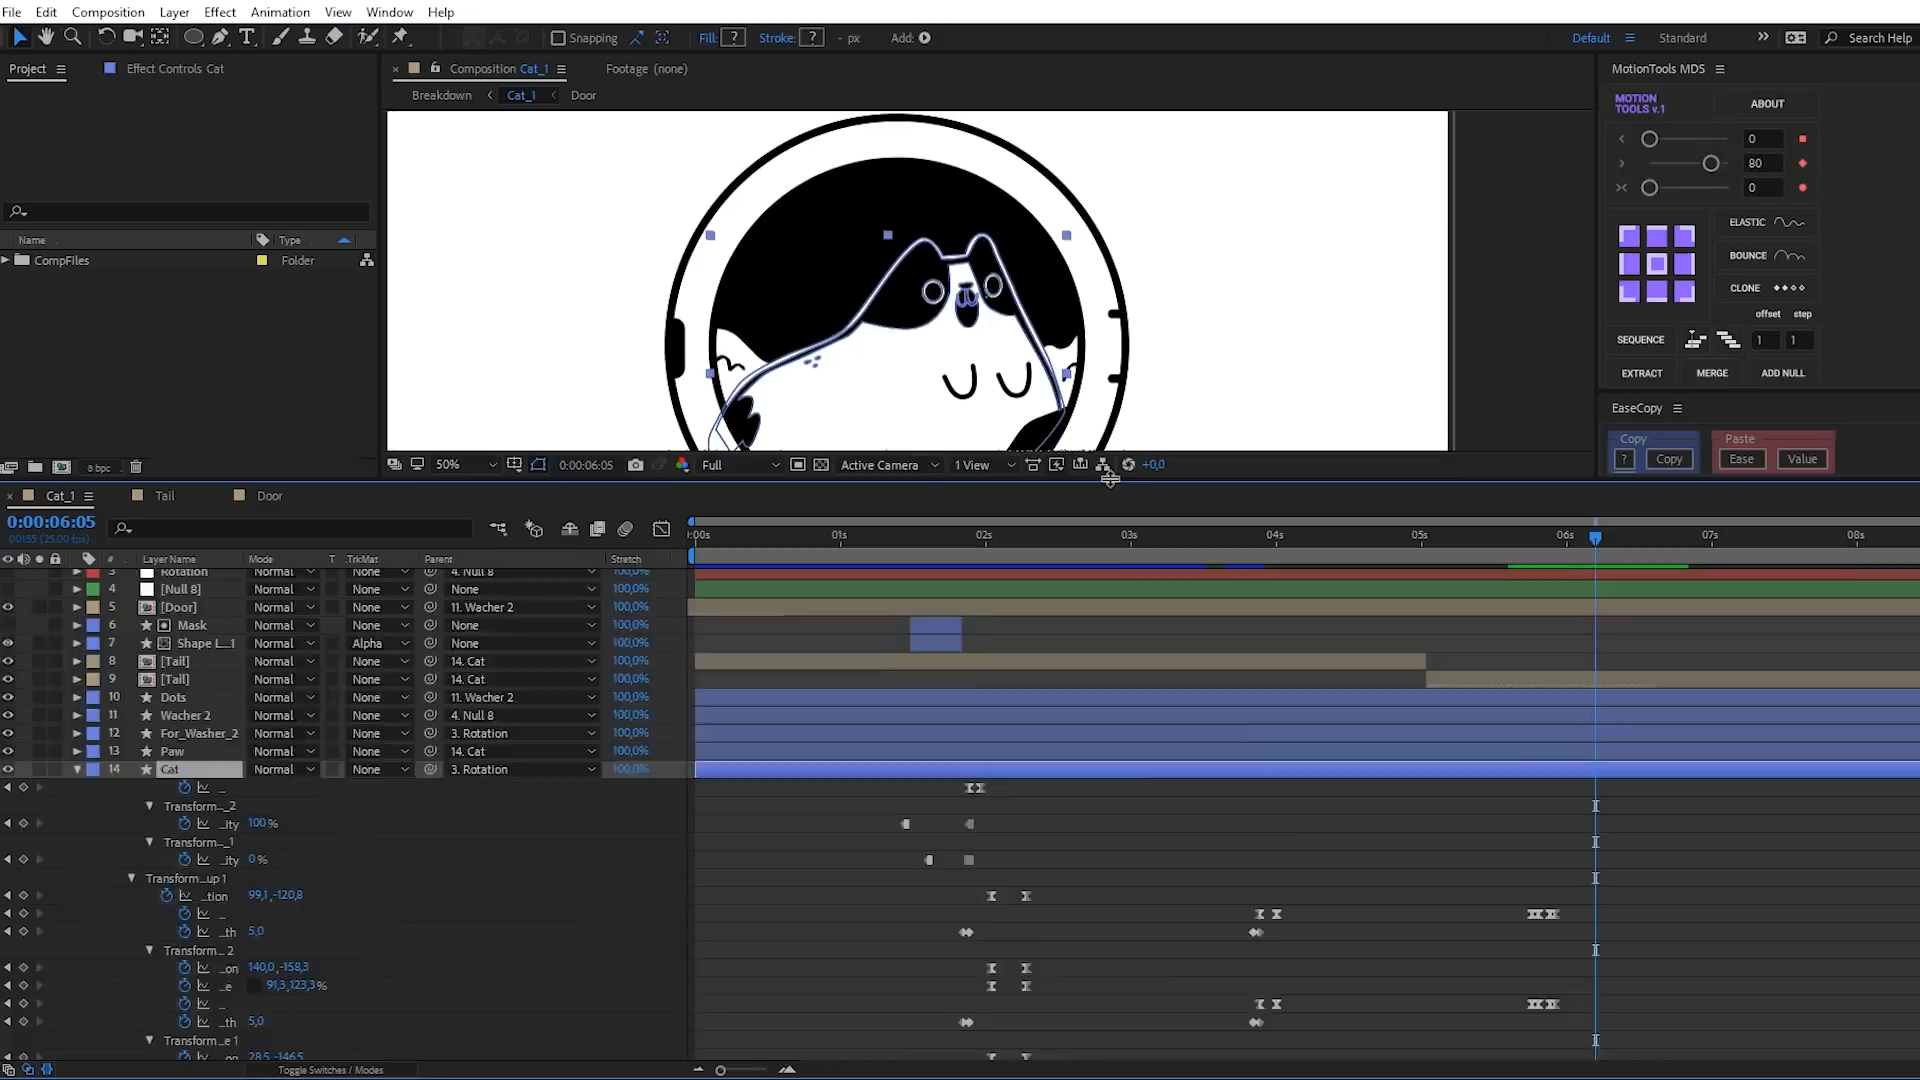 File Edit Composition Layer Effect Animation View Window Help
Snapping Fill: ? Stroke: ? - px Add: Default Standard Search Help
Project Effect Controls Cat
Composition Cat_1 Footage (none)
Breakdown Cat_1 Door
Name Type
CompFiles Folder
8 bpc
50% 0:00:06:05 Full Active Camera 1 View +0,0
MotionTools MDS
MOTION TOOLS v.1 ABOUT
0
80
0
ELASTIC
BOUNCE
CLONE
offset step
SEQUENCE 1 1
EXTRACT MERGE ADD NULL
EaseCopy
Copy Paste
? Copy Ease Value
Cat_1 Tail Door
0:00:06:05
00155 (25.00 fps)
:00s 01s 02s 03s 04s 05s 06s 07s 08s
# Layer Name Mode T .TrkMat Parent Stretch
3 Rotation Normal None 4. Null 8 100,0%
4 [Null 8] Normal None None 100,0%
5 [Door] Normal None 11. Wacher 2 100,0%
6 Mask Normal None None 100,0%
7 Shape L...1 Normal Alpha None 100,0%
8 [Tail] Normal None 14. Cat 100,0%
9 [Tail] Normal None 14. Cat 100,0%
10 Dots Normal None 11. Wacher 2 100,0%
11 Wacher 2 Normal None 4. Null 8 100,0%
12 For_Washer_2 Normal None 3. Rotation 100,0%
13 Paw Normal None 14. Cat 100,0%
14 Cat Normal None 3. Rotation 100,0%
Transform..._2
...ity 100%
Transform..._1
...ity 0%
Transform...up 1
...tion 99,1,-120,8
...th 5,0
Transform... 2
...on 140,0,-158,3
...e 91,3,123,3%
...th 5,0
Transform...e 1
...on 28,5,-146,5
Toggle Switches / Modes